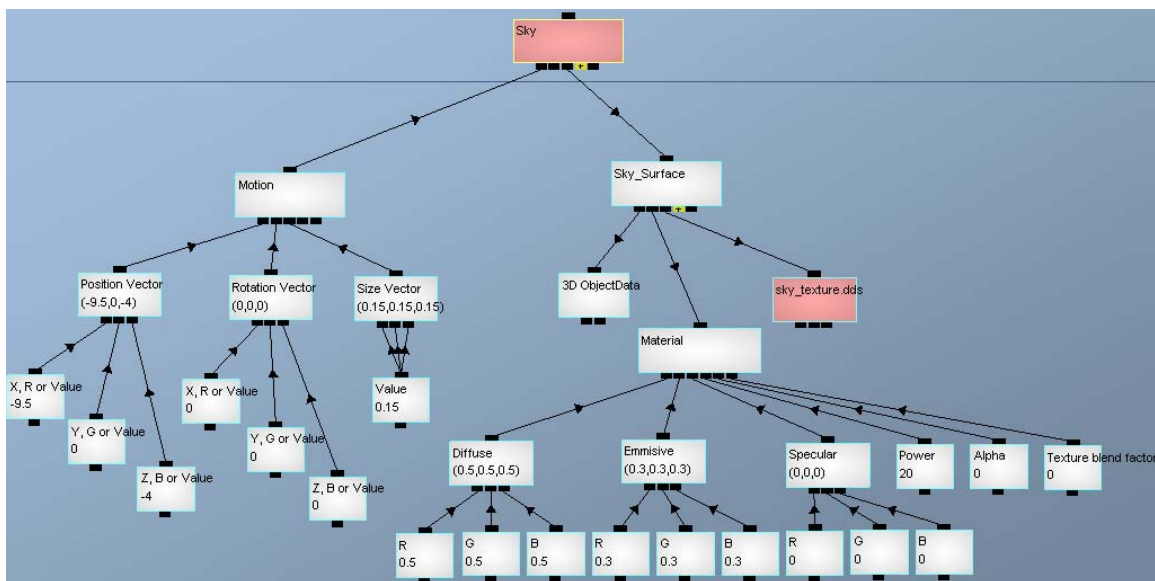 Sky
+
Motion
Sky_Surface
+
Position Vector
(-9.5,0,-4)
Rotation Vector
(0,0,0)
Size Vector
(0.15,0.15,0.15)
3D ObjectData
sky_texture.dds
Material
X, R or Value
-9.5
Y, G or Value
0
Z, B or Value
-4
X, R or Value
0
Y, G or Value
0
Z, B or Value
0
Value
0.15
Diffuse
(0.5,0.5,0.5)
Emmisive
(0.3,0.3,0.3)
Specular
(0,0,0)
Power
20
Alpha
0
Texture blend factor
0
R
0.5
G
0.5
B
0.5
R
0.3
G
0.3
B
0.3
R
0
G
0
B
0